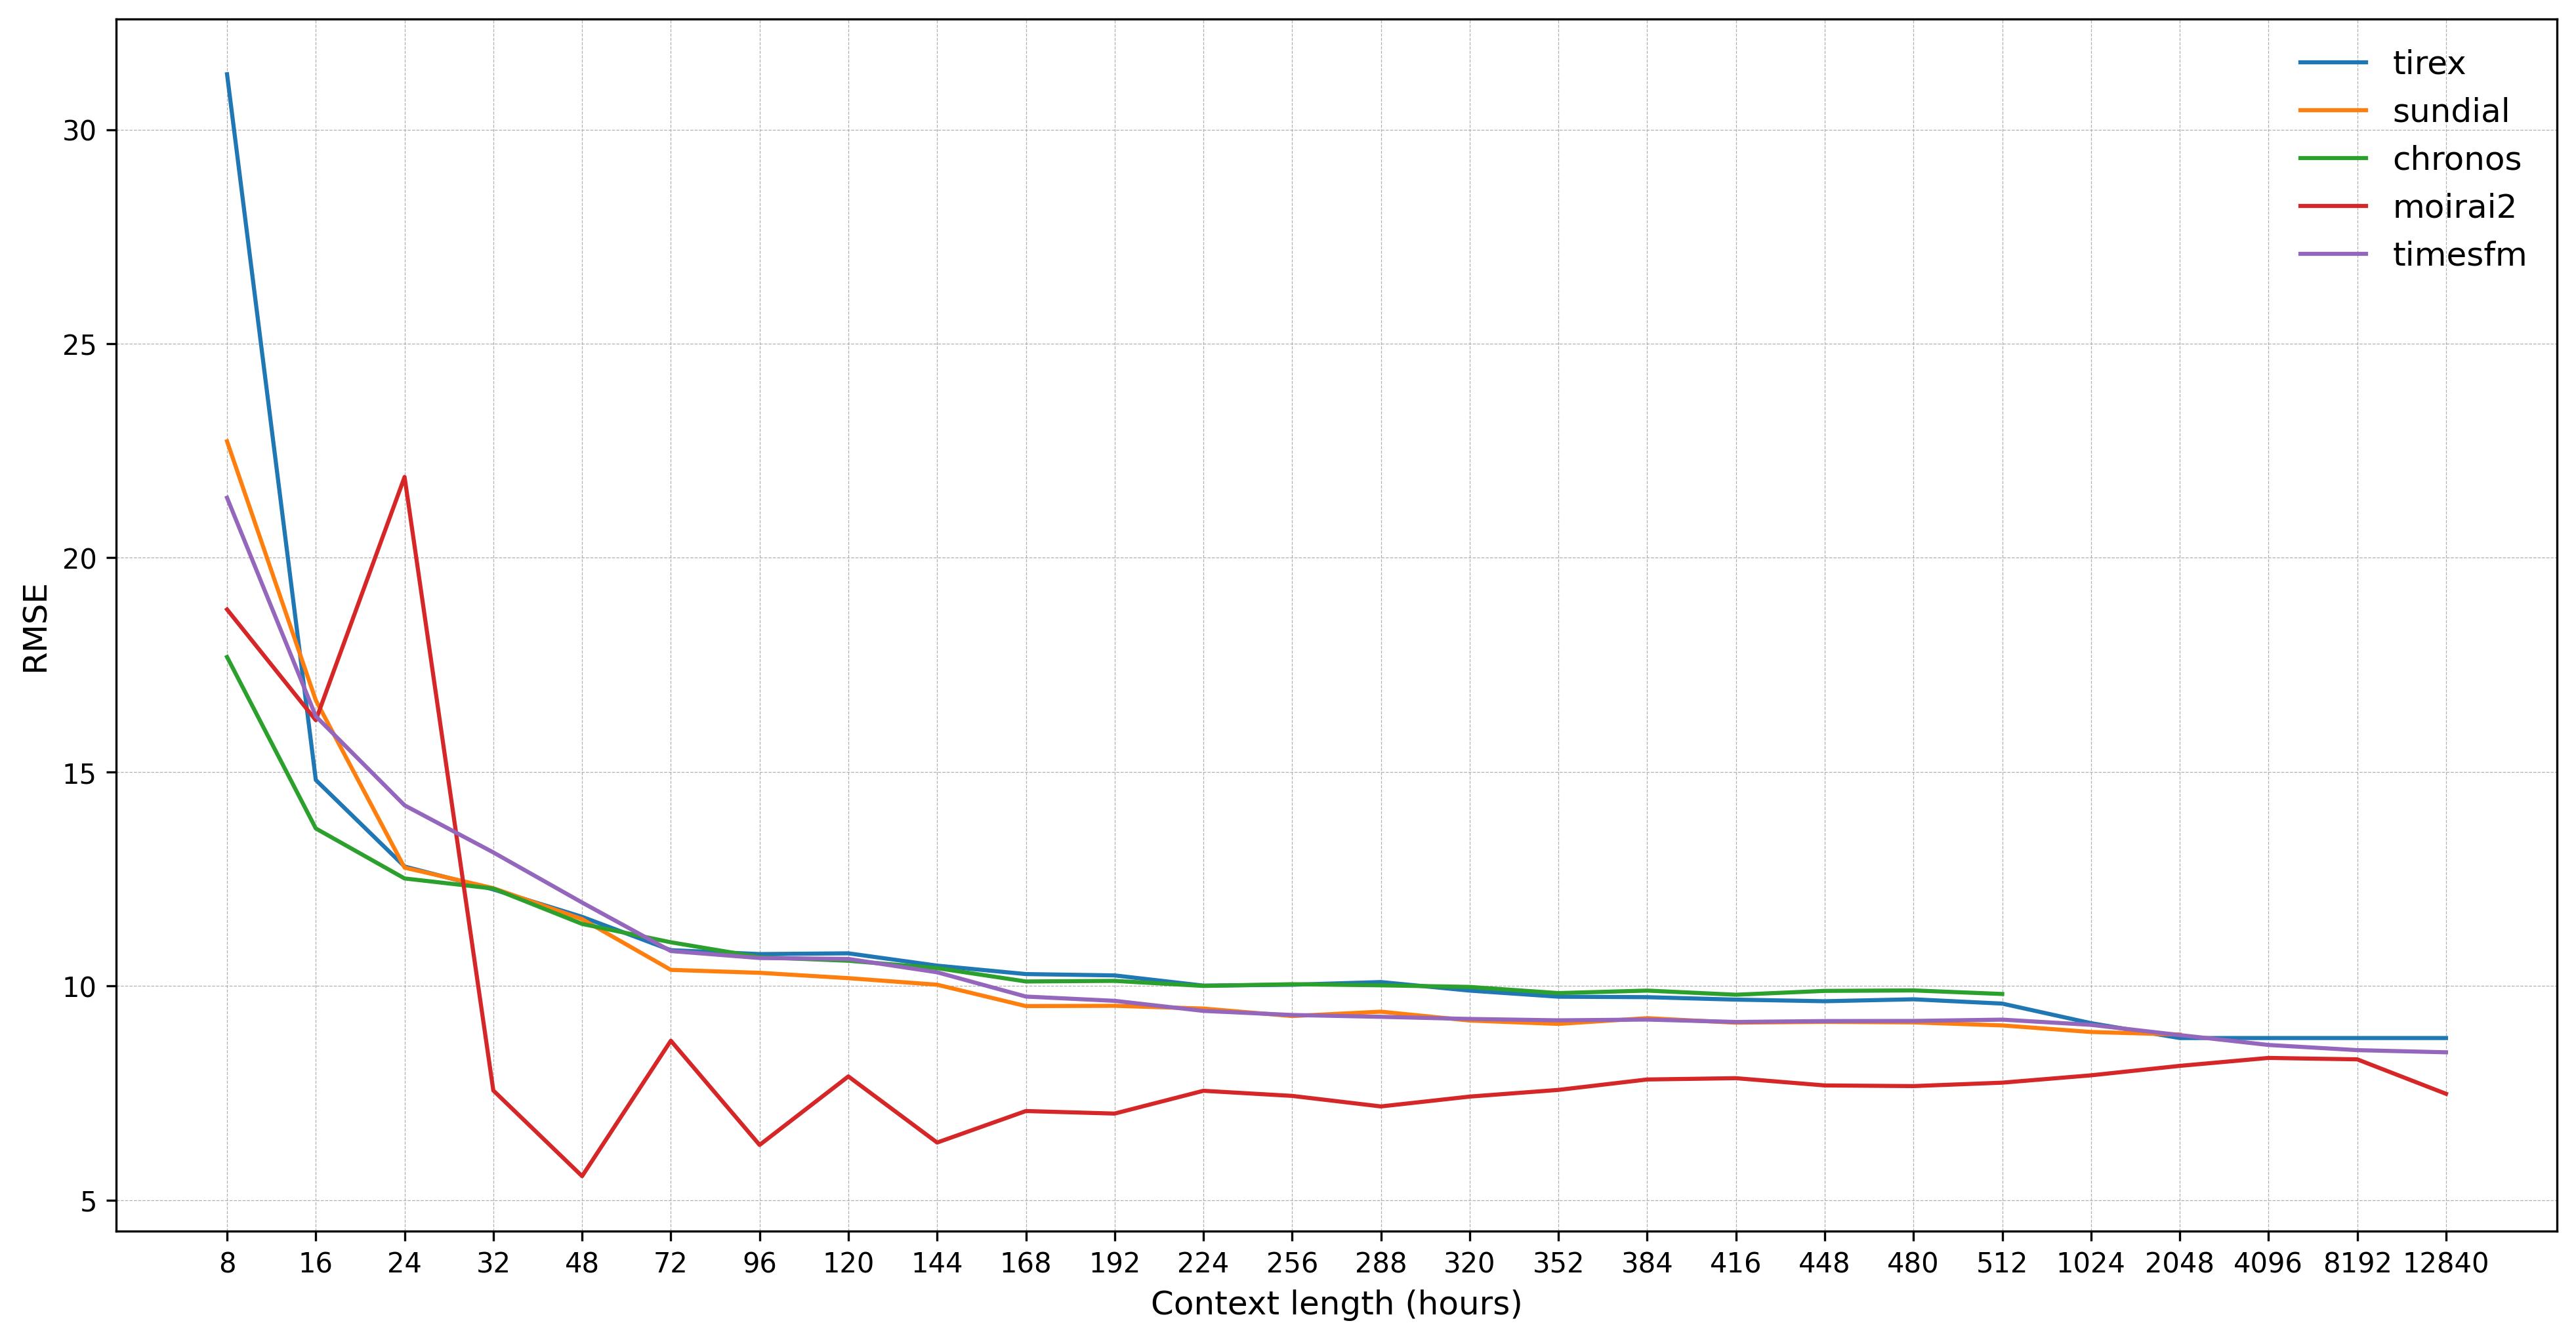 tirex
sundial
chronos
moirai2
timesfm
30
25
20
15
10
5
RMSE
8 16 24 32 48 72 96 120 144 168 192 224 256 288 320 352 384 416 448 480 512 1024 2048 4096 8192 12840
Context length (hours)